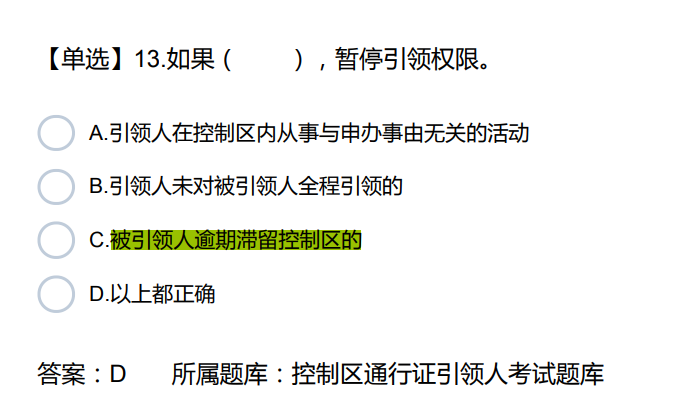 【单选】13.如果（　　），暂停引领权限。
A.引领人在控制区内从事与申办事由无关的活动
B.引领人未对被引领人全程引领的
C.被引领人逾期滞留控制区的
D.以上都正确
答案：D　　所属题库：控制区通行证引领人考试题库